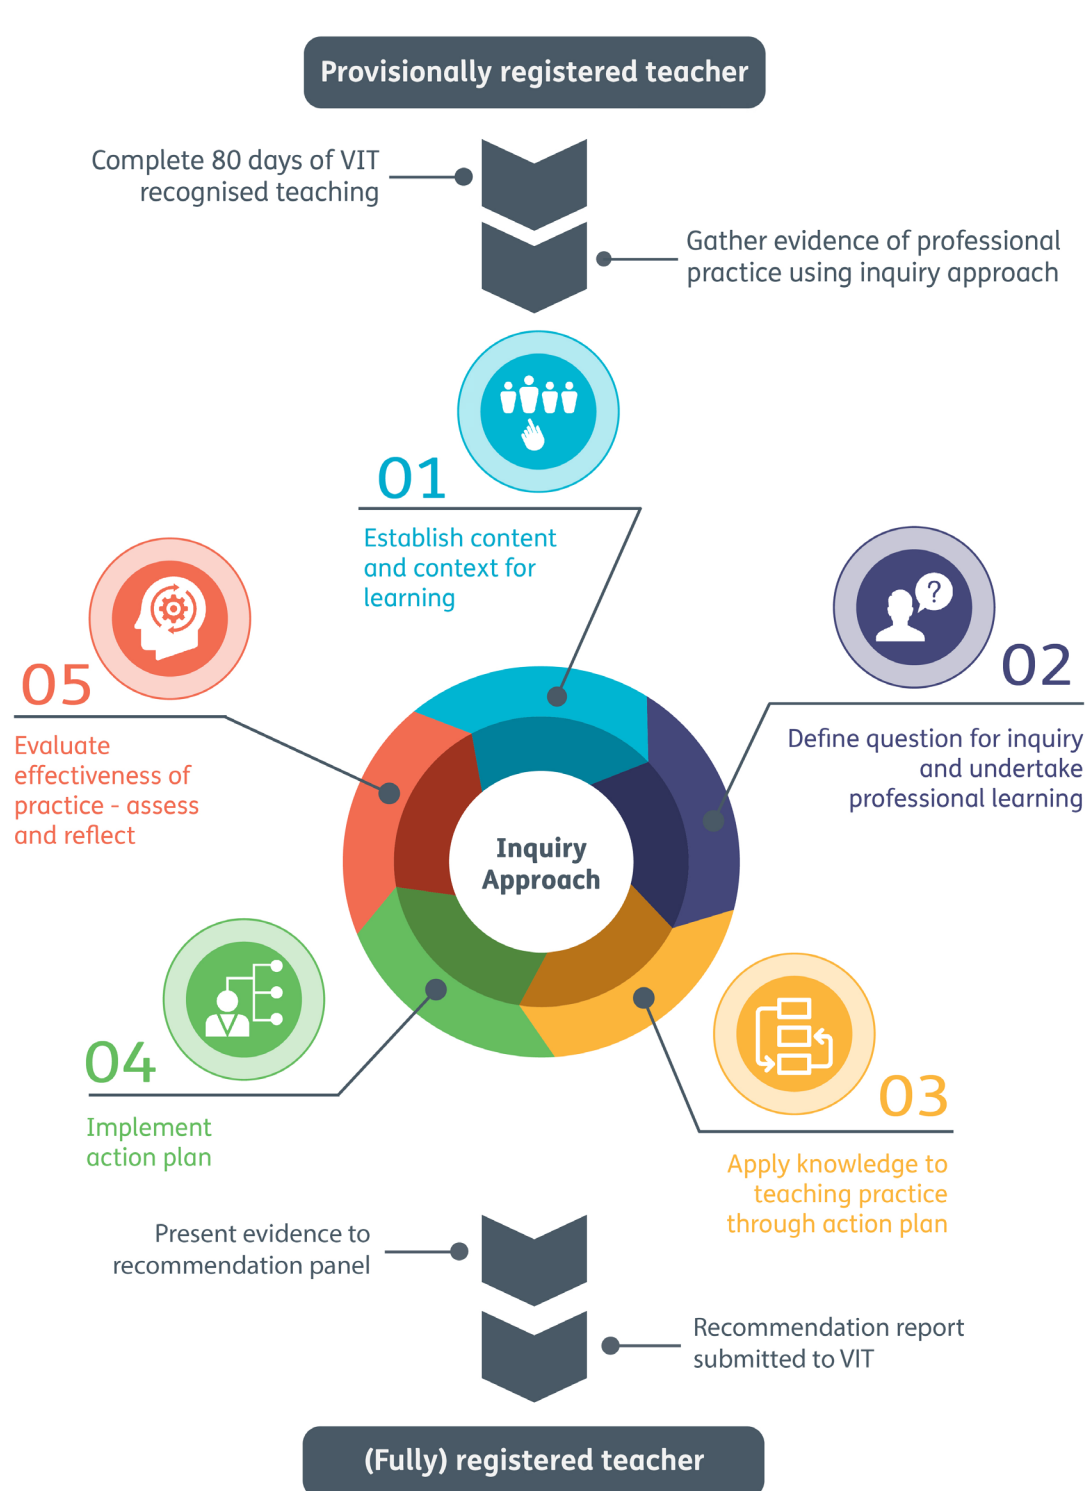 Provisionally registered teacher
Complete 80 days of VIT
recognised teaching
Gather evidence of professional
practice using inquiry approach
01
Establish content
and context for
learning
?
02
Define question for inquiry
and undertake
professional learning
05
Evaluate
effectiveness of
practice - assess
and reflect
Inquiry
Approach
04
Implement
action plan
03
Apply knowledge to
teaching practice
through action plan
Present evidence to
recommendation panel
Recommendation report
submitted to VIT
(Fully) registered teacher